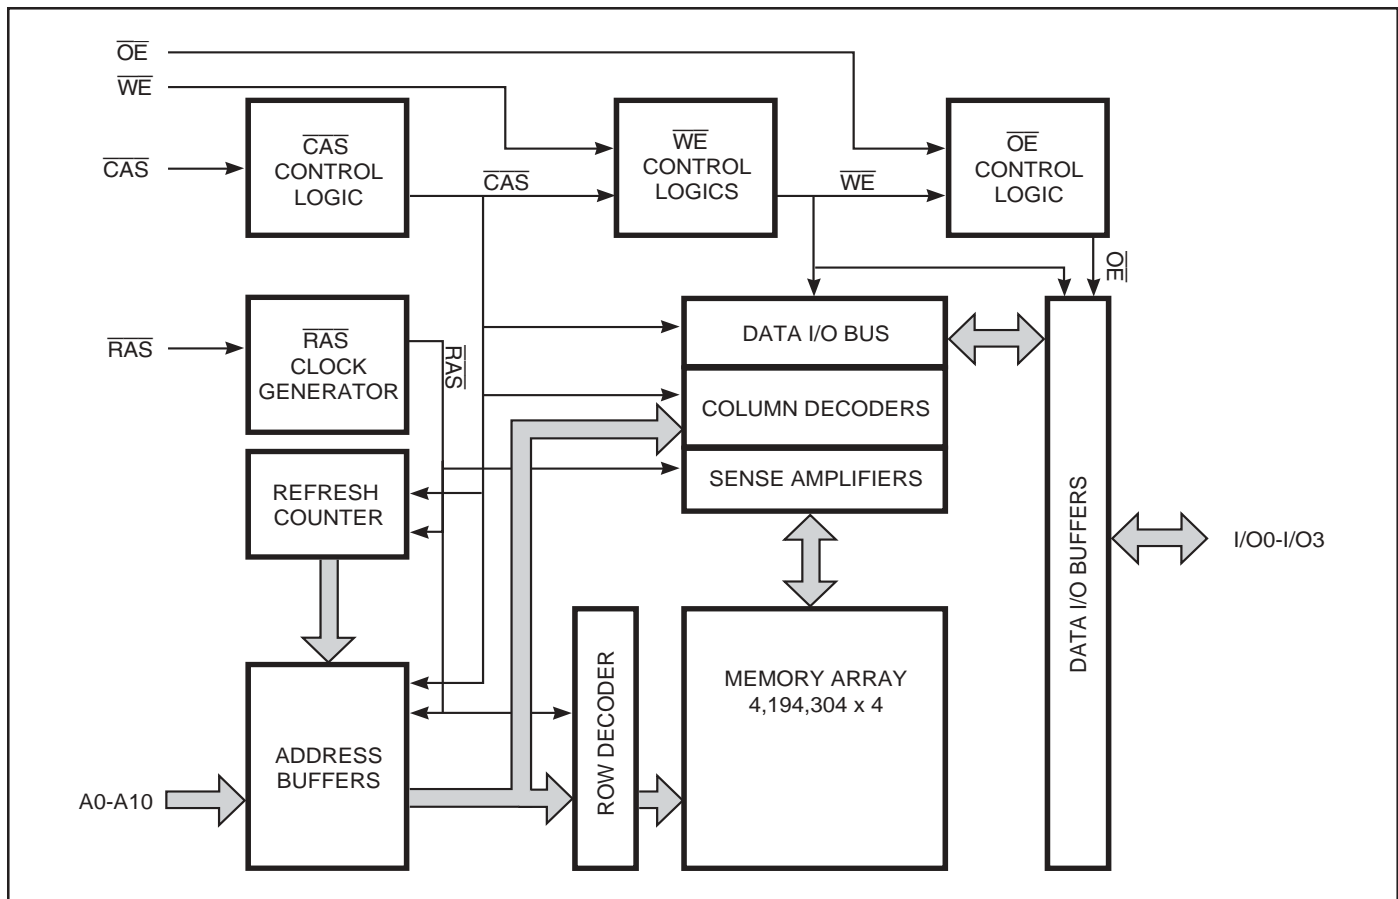 OE
WE
CAS
CAS
CONTROL
LOGIC
CAS
WE
CONTROL
LOGICS
WE
OE
CONTROL
LOGIC
OE
RAS
RAS
CLOCK
GENERATOR
RAS
DATA I/O BUS
COLUMN DECODERS
SENSE AMPLIFIERS
REFRESH
COUNTER
DATA I/O BUFFERS
I/O0-I/O3
ROW DECODER
MEMORY ARRAY
4,194,304 x 4
ADDRESS
BUFFERS
A0-A10